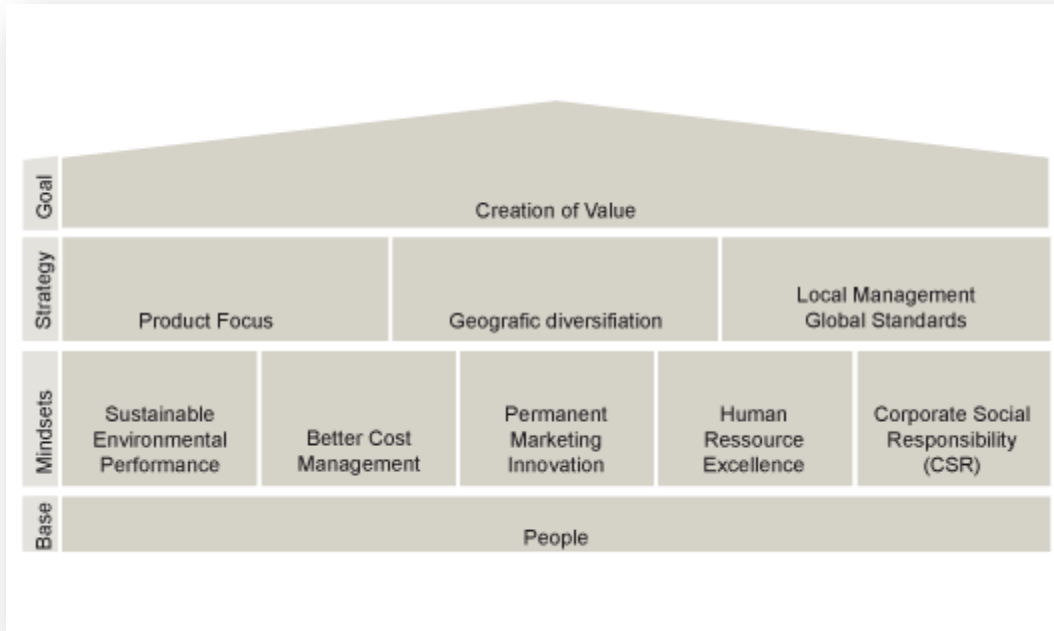 Goal
Creation of Value
Strategy
Product Focus
Geografic diversifiation
Local Management
Global Standards
Mindsets
Sustainable
Environmental
Performance
Better Cost
Management
Permanent
Marketing
Innovation
Human
Ressource
Excellence
Corporate Social
Responsibility
(CSR)
Base
People